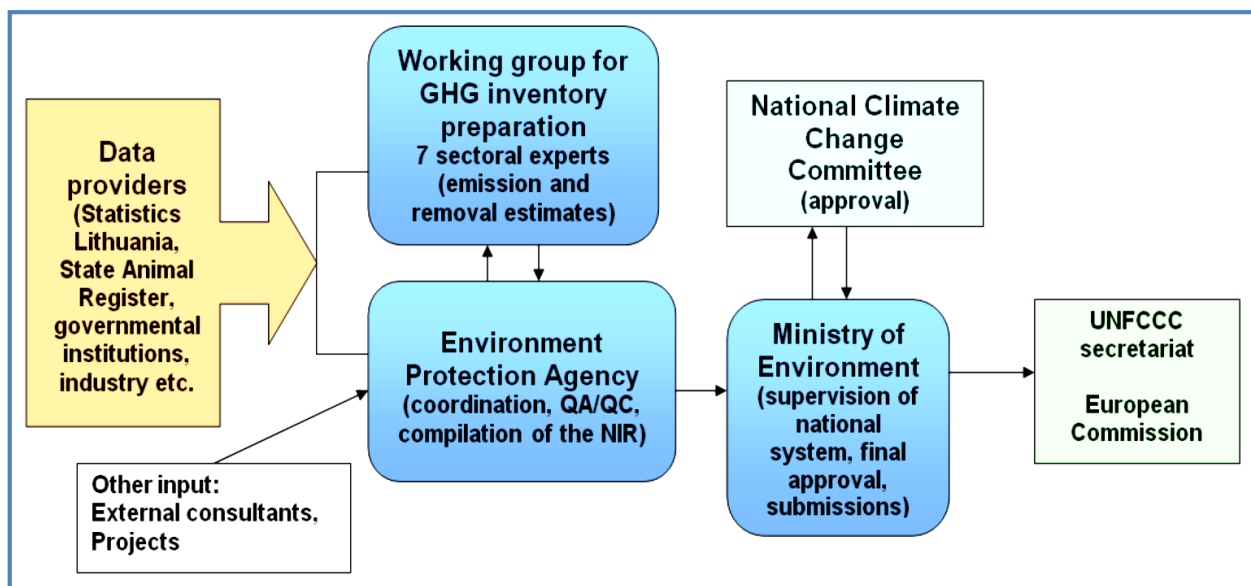 Data
providers
(Statistics
Lithuania,
State Animal
Register,
governmental
institutions,
industry etc.
Working group for
GHG inventory
preparation
7 sectoral experts
(emission and
removal estimates)
National Climate
Change
Committee
(approval)
Environment
Protection Agency
(coordination, QA/QC,
compilation of the NIR)
Ministry of
Environment
(supervision of
national
system, final
approval,
submissions)
UNFCCC
secretariat
European
Commission
Other input:
External consultants,
Projects